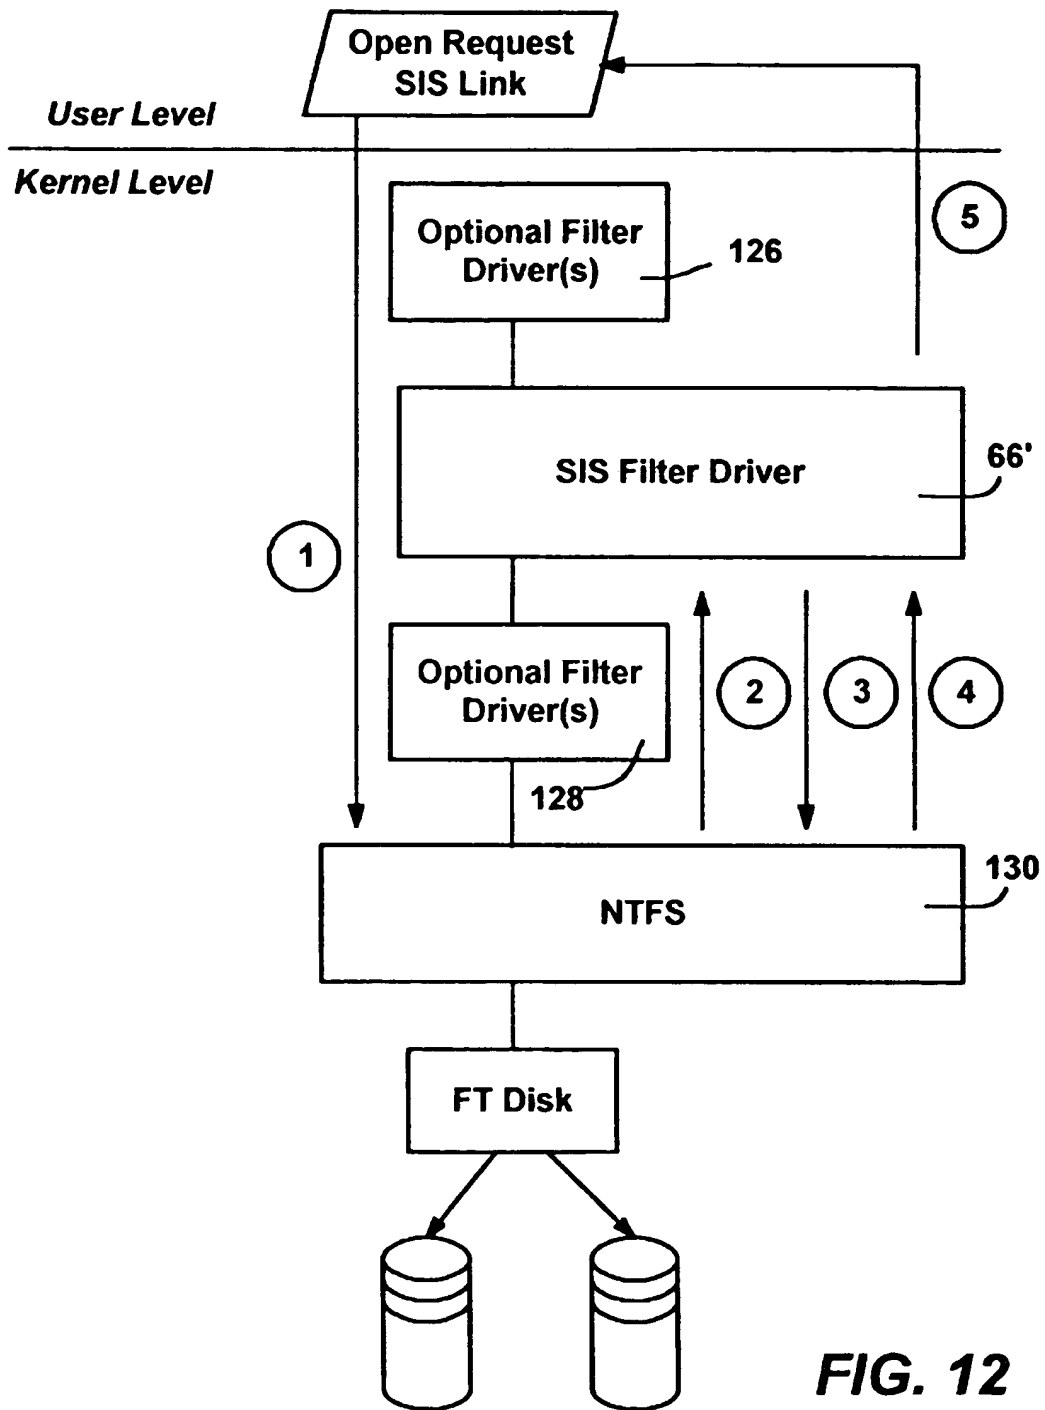 Open Request
SIS Link
User Level
Kernel Level
5
Optional Filter
Driver(s)
126
SIS Filter Driver
66'
1
Optional Filter
Driver(s)
2
3
4
128
130
NTFS
FT Disk
FIG. 12